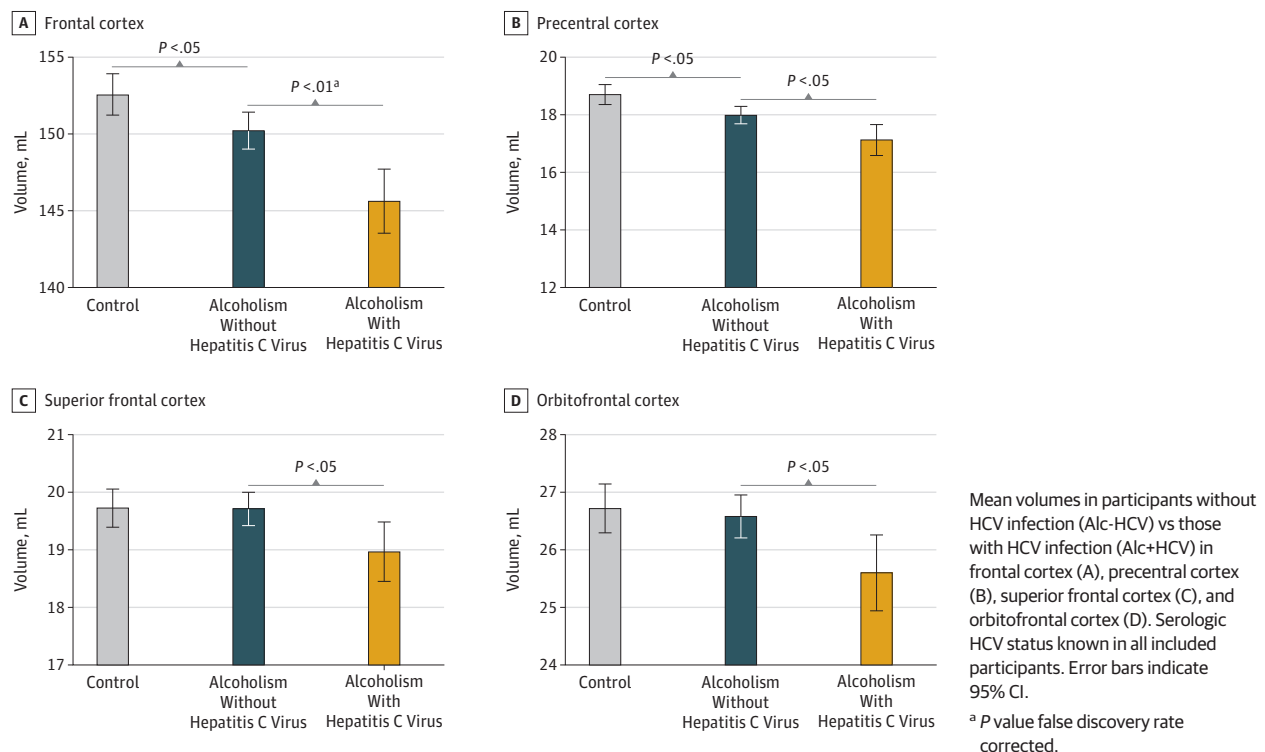 A Frontal cortex
P <.05
P <.01a
155
150
145
140
Volume, mL
Control
Alcoholism
Without
Hepatitis C Virus
Alcoholism
With
Hepatitis C Virus
B Precentral cortex
P <.05
P <.05
20
18
16
14
12
Volume, mL
Control
Alcoholism
Without
Hepatitis C Virus
Alcoholism
With
Hepatitis C Virus
C Superior frontal cortex
P <.05
21
20
19
18
17
Volume, mL
Control
Alcoholism
Without
Hepatitis C Virus
Alcoholism
With
Hepatitis C Virus
D Orbitofrontal cortex
P <.05
28
27
26
25
24
Volume, mL
Control
Alcoholism
Without
Hepatitis C Virus
Alcoholism
With
Hepatitis C Virus
Mean volumes in participants without
HCV infection (Alc-HCV) vs those
with HCV infection (Alc+HCV) in
frontal cortex (A), precentral cortex
(B), superior frontal cortex (C), and
orbitofrontal cortex (D). Serologic
HCV status known in all included
participants. Error bars indicate
95% CI.
a P value false discovery rate
corrected.